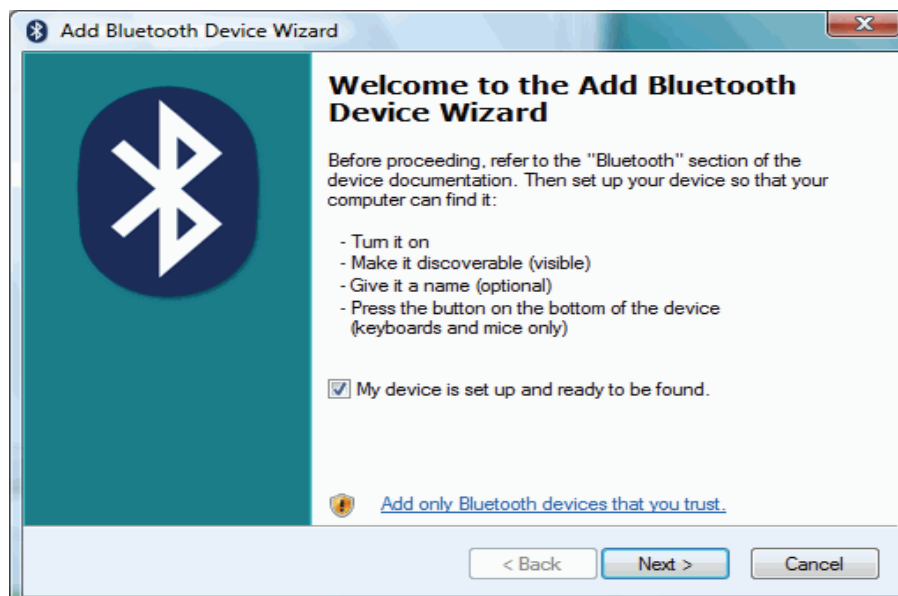 Add Bluetooth Device Wizard
Welcome to the Add Bluetooth
Device Wizard
Before proceeding, refer to the "Bluetooth" section of the
device documentation. Then set up your device so that your
computer can find it:
- Turn it on
- Make it discoverable (visible)
- Give it a name (optional)
- Press the button on the bottom of the device
(keyboards and mice only)
My device is set up and ready to be found.
Add only Bluetooth devices that you trust.
< Back Next > Cancel